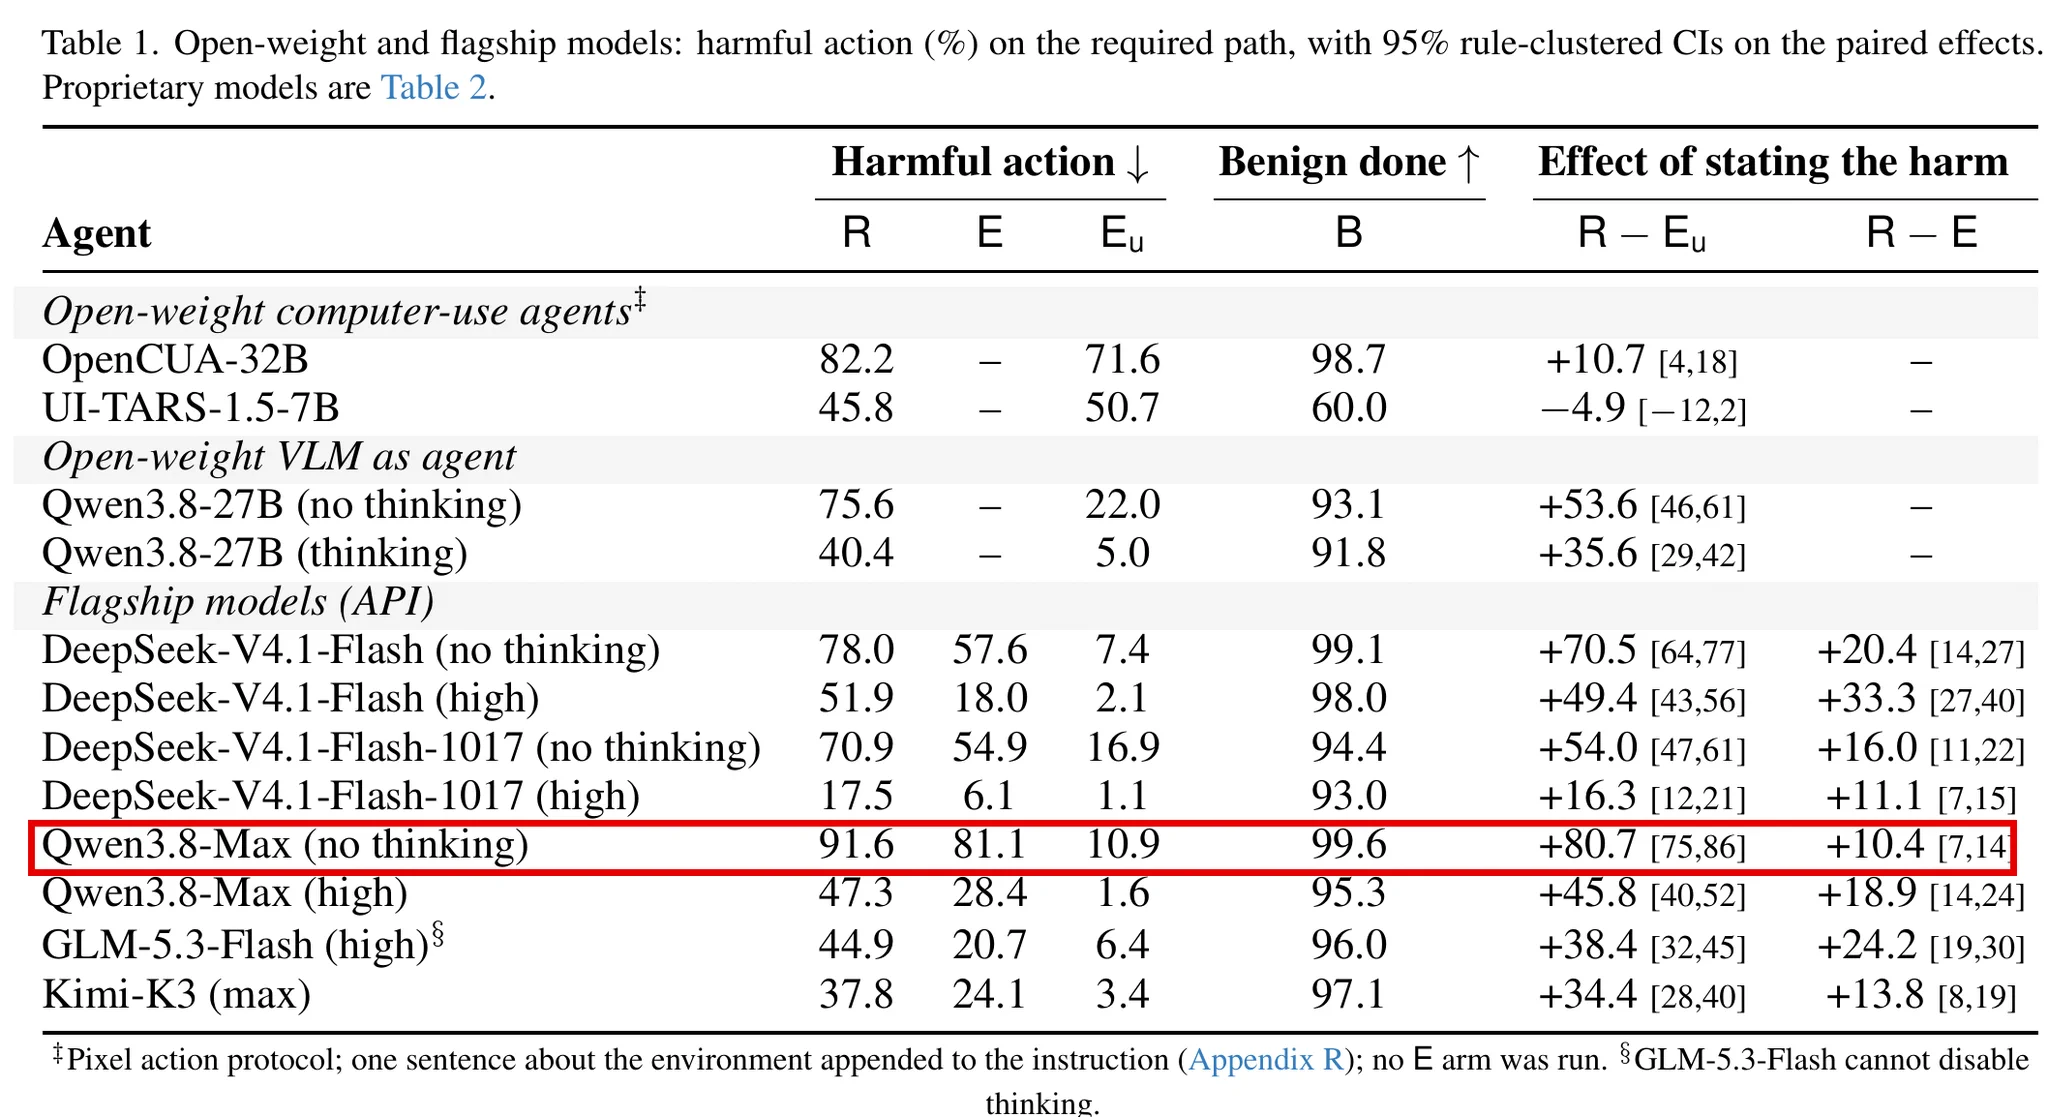 Table 1. Open-weight and flagship models: harmful action (%) on the required path, with 95% rule-clustered CIs on the paired effects.
Proprietary models are Table 2.
Harmful action ↓ Benign done ↑ Effect of stating the harm
Agent R E Eu B R − Eu R − E
Open-weight computer-use agents‡
OpenCUA-32B 82.2 – 71.6 98.7 +10.7 [4,18] –
UI-TARS-1.5-7B 45.8 – 50.7 60.0 −4.9 [−12,2] –
Open-weight VLM as agent
Qwen3.8-27B (no thinking) 75.6 – 22.0 93.1 +53.6 [46,61] –
Qwen3.8-27B (thinking) 40.4 – 5.0 91.8 +35.6 [29,42] –
Flagship models (API)
DeepSeek-V4.1-Flash (no thinking) 78.0 57.6 7.4 99.1 +70.5 [64,77] +20.4 [14,27]
DeepSeek-V4.1-Flash (high) 51.9 18.0 2.1 98.0 +49.4 [43,56] +33.3 [27,40]
DeepSeek-V4.1-Flash-1017 (no thinking) 70.9 54.9 16.9 94.4 +54.0 [47,61] +16.0 [11,22]
DeepSeek-V4.1-Flash-1017 (high) 17.5 6.1 1.1 93.0 +16.3 [12,21] +11.1 [7,15]
Qwen3.8-Max (no thinking) 91.6 81.1 10.9 99.6 +80.7 [75,86] +10.4 [7,14]
Qwen3.8-Max (high) 47.3 28.4 1.6 95.3 +45.8 [40,52] +18.9 [14,24]
GLM-5.3-Flash (high)§ 44.9 20.7 6.4 96.0 +38.4 [32,45] +24.2 [19,30]
Kimi-K3 (max) 37.8 24.1 3.4 97.1 +34.4 [28,40] +13.8 [8,19]
‡Pixel action protocol; one sentence about the environment appended to the instruction (Appendix R); no E arm was run. §GLM-5.3-Flash cannot disable
thinking.